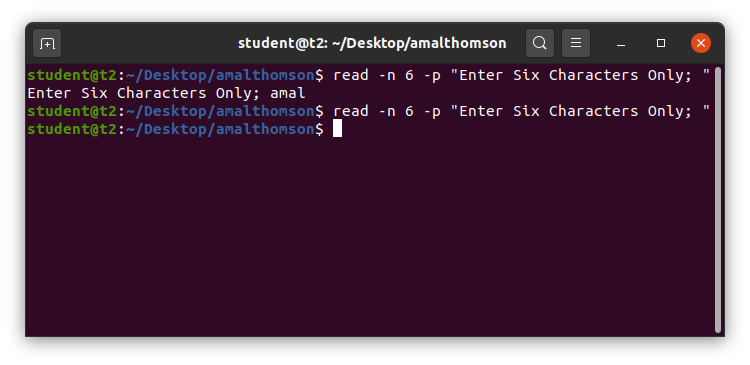 student@t2: ~/Desktop/amalthomson
student@t2:~/Desktop/amalthomson$ read -n 6 -p "Enter Six Characters Only; "
Enter Six Characters Only; amal
student@t2:~/Desktop/amalthomson$ read -n 6 -p "Enter Six Characters Only; "
student@t2:~/Desktop/amalthomson$